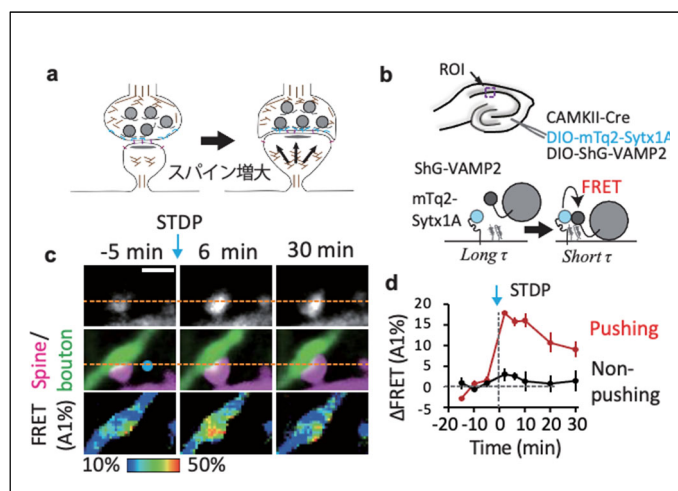 a
スパイン増大
b
ROI
CAMKII-Cre
DIO-mTq2-Sytx1A
DIO-ShG-VAMP2
ShG-VAMP2
mTq2-
Sytx1A
FRET
Long τ
Short τ
STDP
c
-5 min
6 min
30 min
Spine/
bouton
FRET
(A1%)
10%
50%
d
STDP
ΔFRET (A1%)
20
15
10
5
0
-5
Pushing
Non-
pushing
-20 -10 0 10 20 30
Time (min)